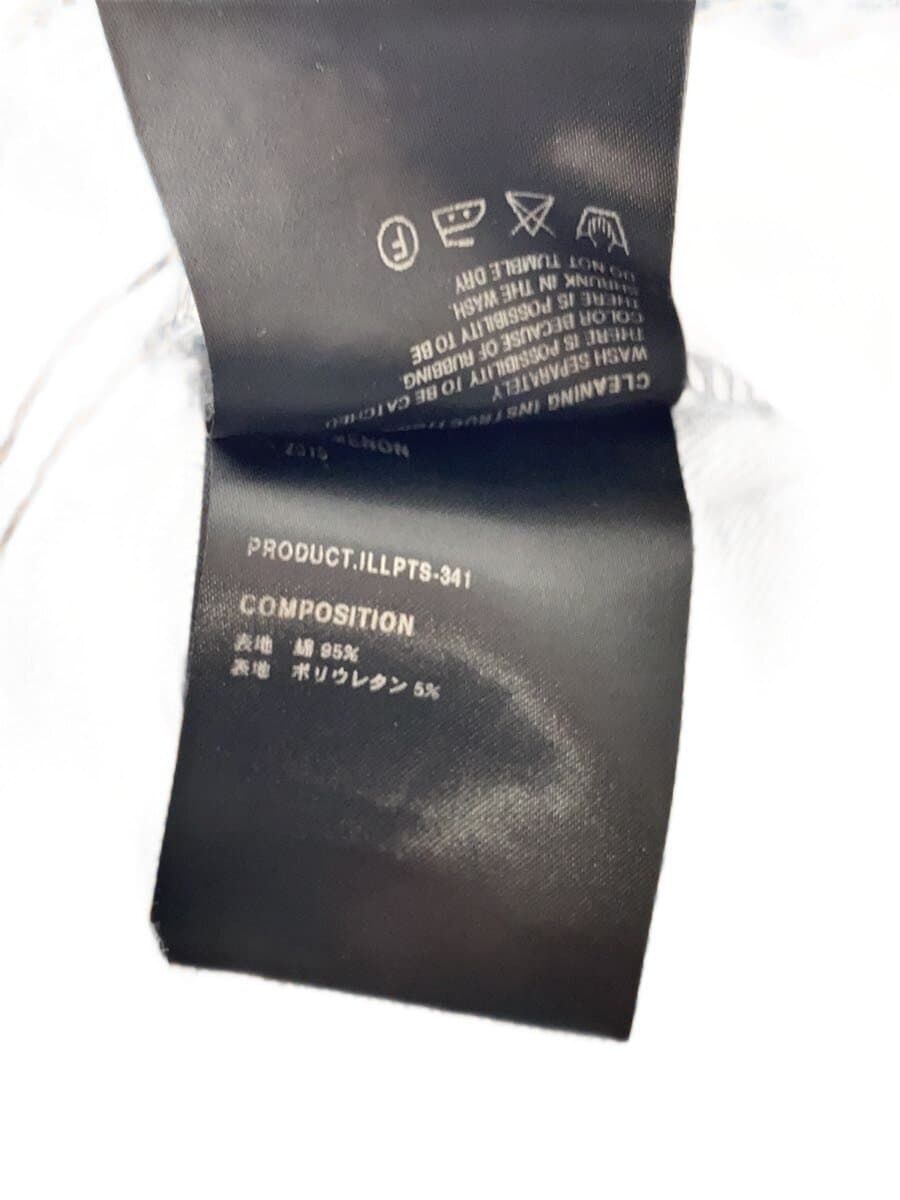 CLEANING INSTRUCTIONS
WASH SEPARATELY
THERE IS POSSIBILITY TO BE CATCHED
COLOR BECAUSE OF RUBBING.
THERE IS POSSIBILITY TO BE
SHRUNK IN THE WASH.
DO NOT TUMBLE DRY.
F
PRODUCT.ILLPTS-341
COMPOSITION
表地 綿 95%
表地 ポリウレタン 5%